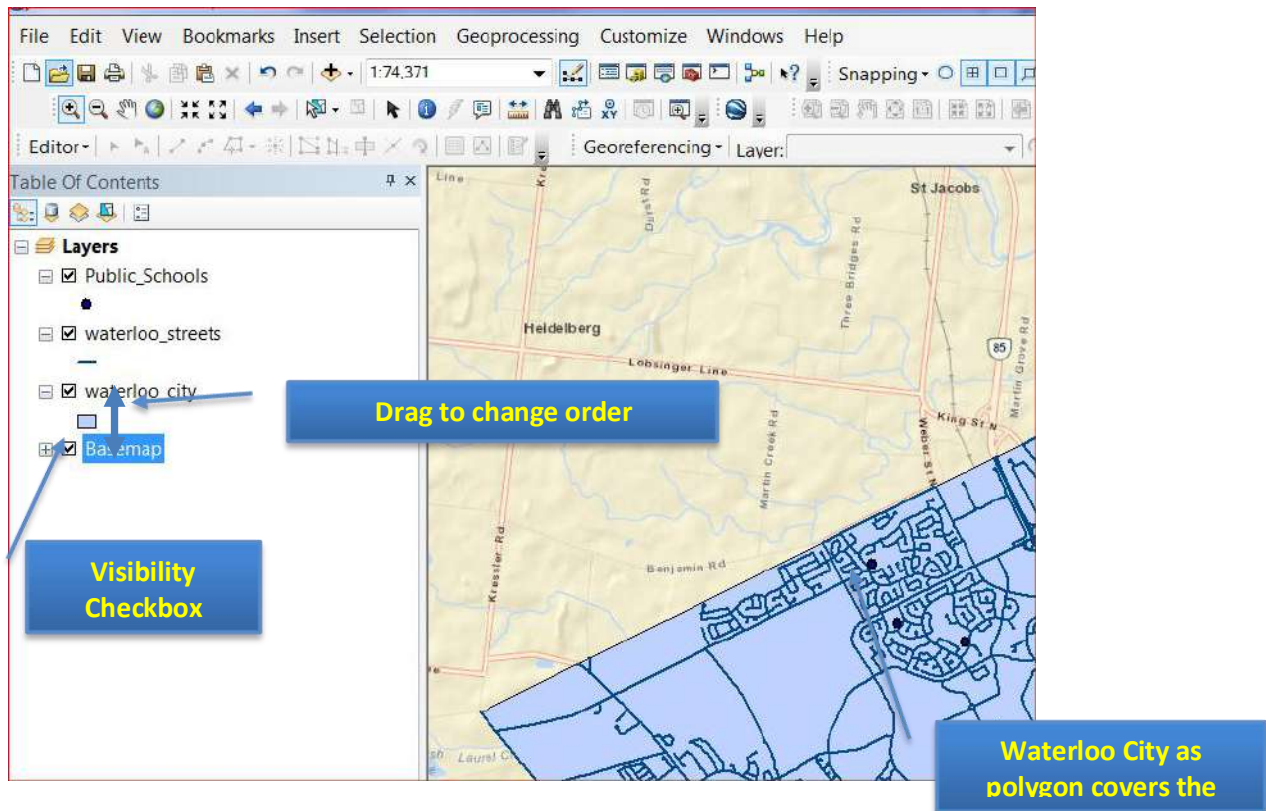 File Edit View Bookmarks Insert Selection Geoprocessing Customize Windows Help
1:74,371
Snapping
Editor
Georeferencing
Layer:
Table Of Contents
Layers
Public_Schools
waterloo_streets
waterloo_city
Basemap
Drag to change order
Visibility
Checkbox
Line
Durst Rd
St Jacobs
Three Bridges Rd
Heidelberg
Lobsinger Line
85
Martin Grove Rd
King St N
Weber St N
Martin Creek Rd
Kressler Rd
Benjamin Rd
Laurel C
Waterloo City as
polygon covers the